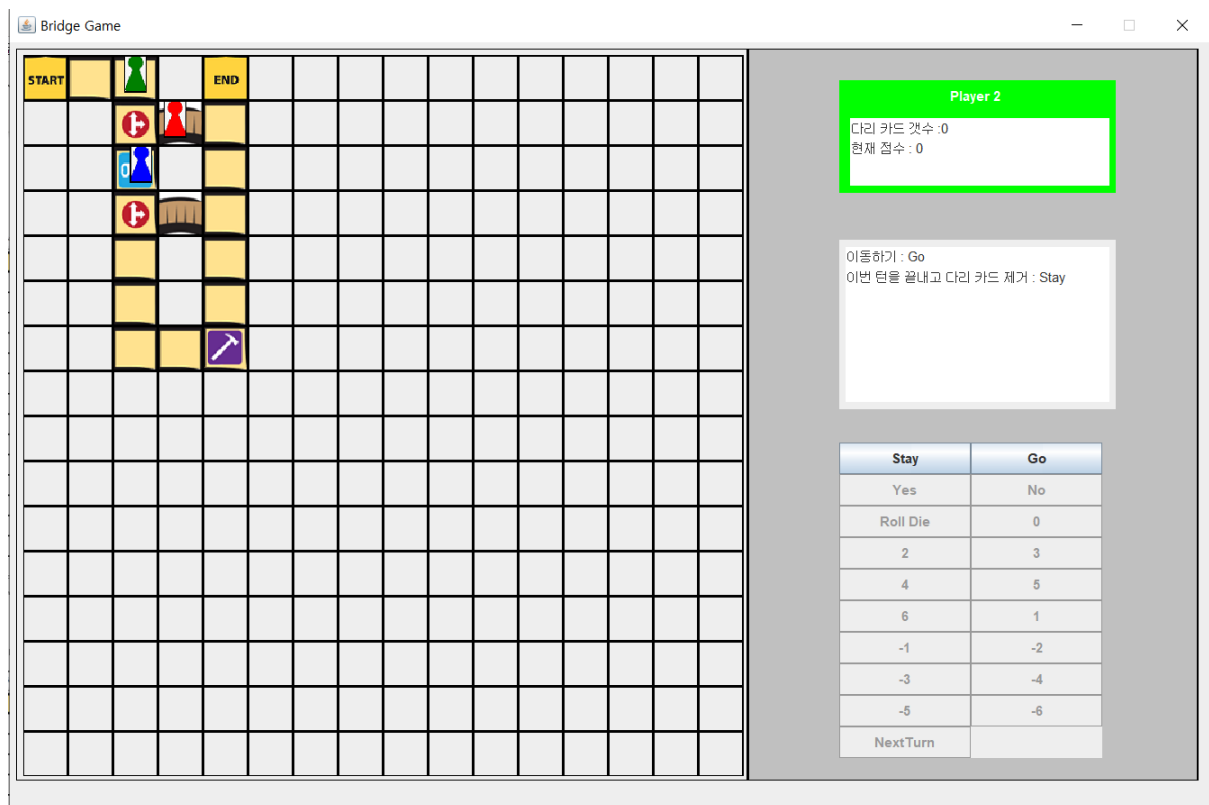 Bridge Game
START
END
Player 2
다리 카드 갯수 :0
현재 점수 : 0
이동하기 : Go
이번 턴을 끝내고 다리 카드 제거 : Stay
Stay Go
Yes No
Roll Die 0
2 3
4 5
6 1
-1 -2
-3 -4
-5 -6
NextTurn